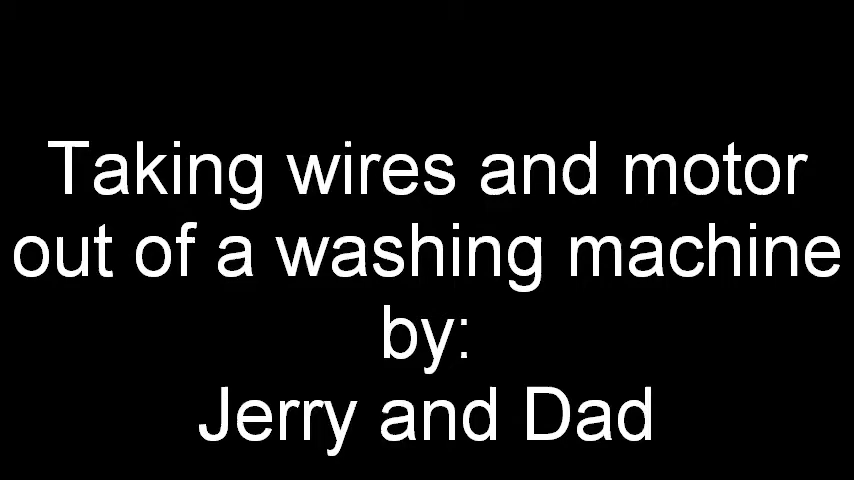 Taking wires and motor
out of a washing machine
by:
Jerry and Dad